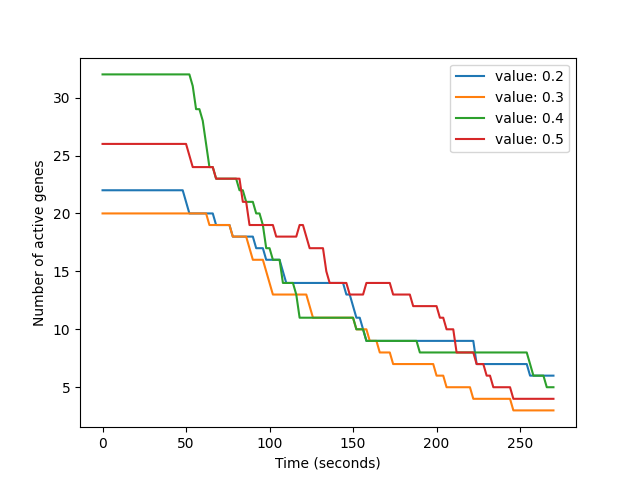 value: 0.2
value: 0.3
value: 0.4
value: 0.5
Number of active genes
30
25
20
15
10
5
0
50
100
150
200
250
Time (seconds)